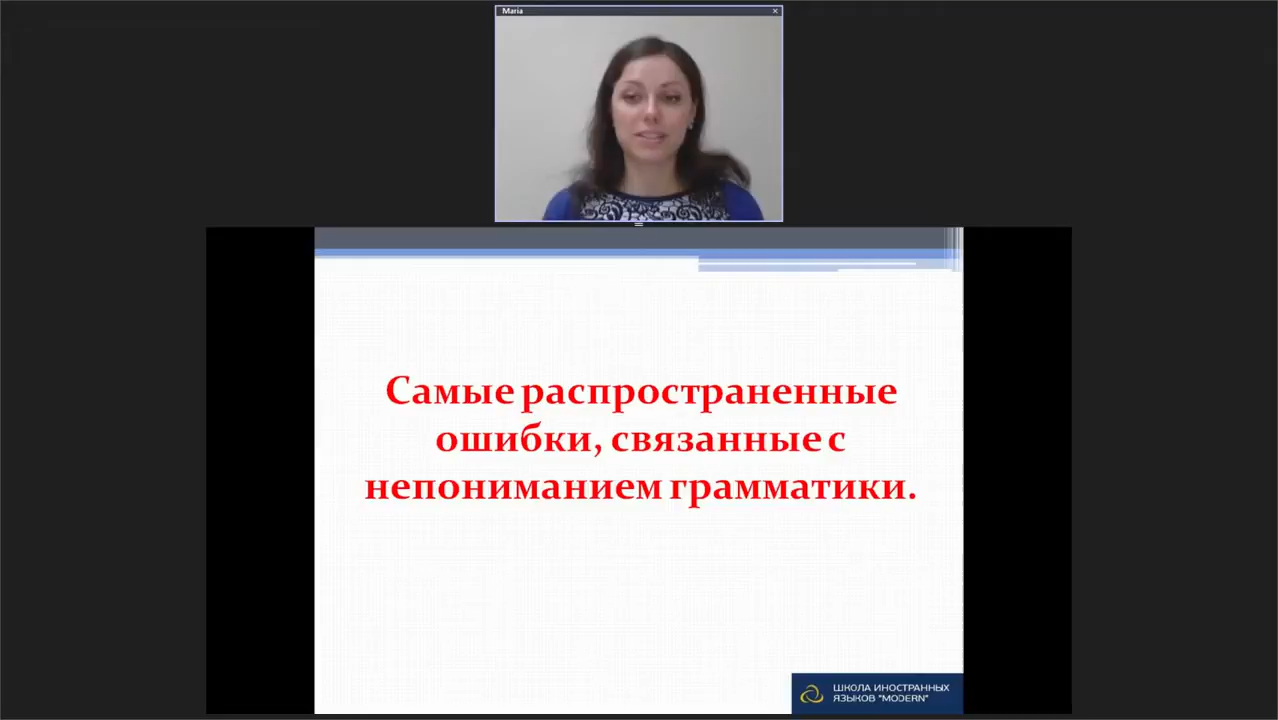 Maria
Самые распространенные
ошибки, связанные с
непониманием грамматики.
ШКОЛА ИНОСТРАННЫХ
ЯЗЫКОВ "MODERN"